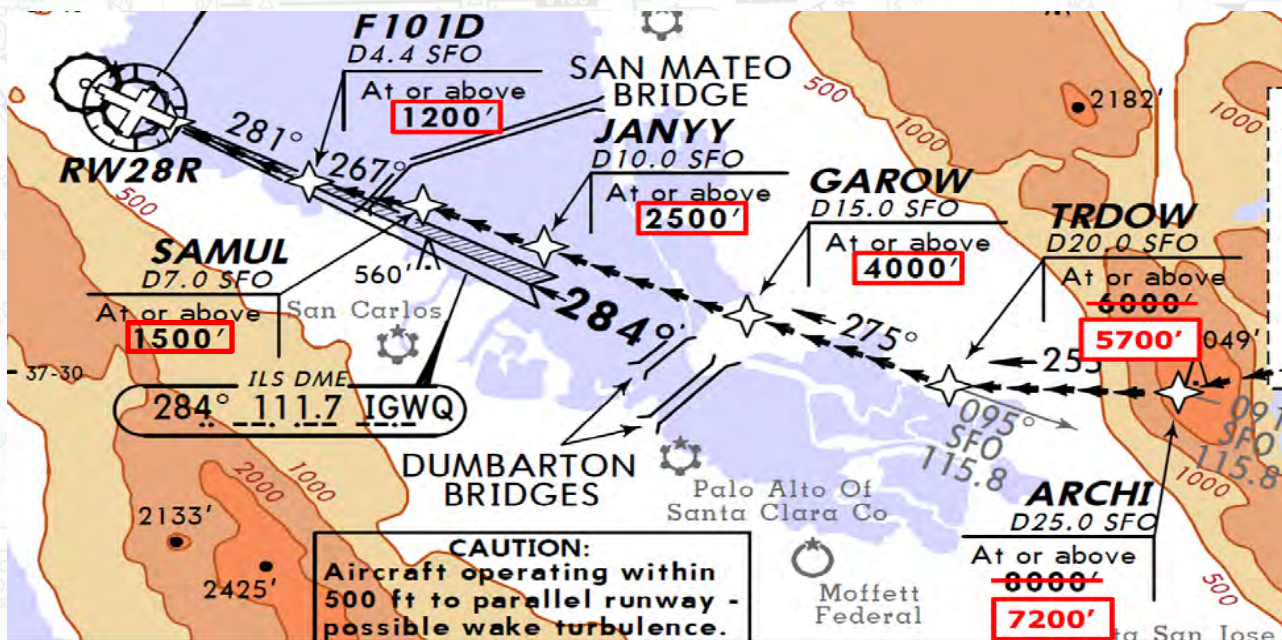 F101D
D4.4 SFO
At or above
1200'
SAN MATEO
BRIDGE
JANYY
D10.0 SFO
At or above
2500'
GAROW
D15.0 SFO
At or above
4000'
TRDOW
D20.0 SFO
At or above
6000'
5700'
2182'
500
1000
1000
281°
267°
RW28R
500
SAMUL
D7.0 SFO
At or above
1500'
560'
San Carlos
284°
275°
37-30
ILS DME
284° 111.7 IGWQ
095°
SFO
115.8
091
SFO
115.8
1000
DUMBARTON
BRIDGES
Palo Alto Of
Santa Clara Co
ARCHI
D25.0 SFO
At or above
8000'
7200'
500
2000
1000
2133'
2425'
CAUTION:
Aircraft operating within
500 ft to parallel runway -
possible wake turbulence.
Moffett
Federal
San Jose